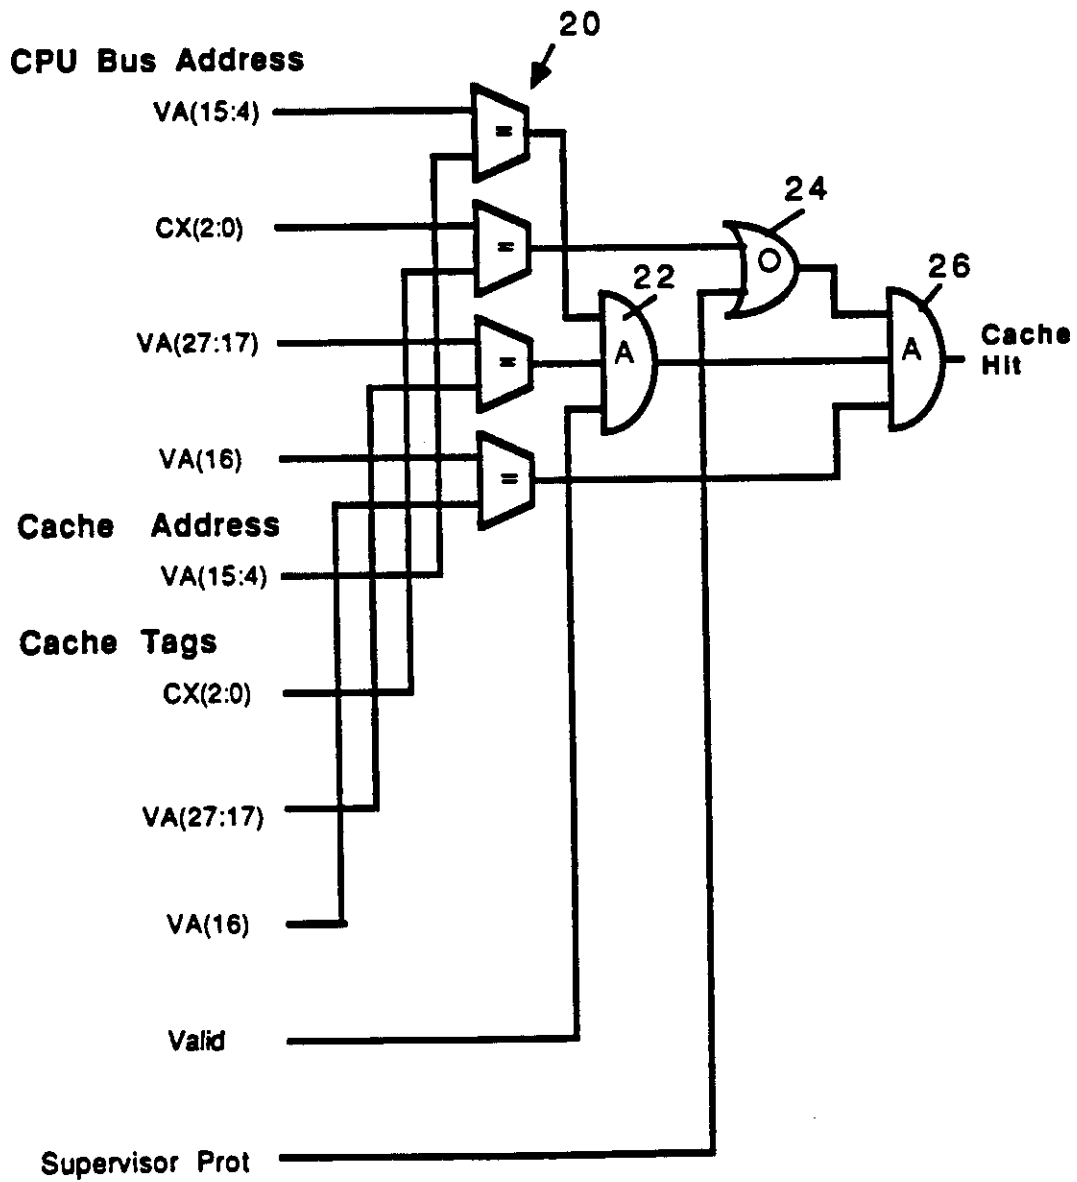 20
CPU Bus Address
VA(15:4)
=
24
CX(2:0)
=
O
22
26
VA(27:17)
=
A
A
Cache
Hit
VA(16)
=
Cache Address
VA(15:4)
Cache Tags
CX(2:0)
VA(27:17)
VA(16)
Valid
Supervisor Prot